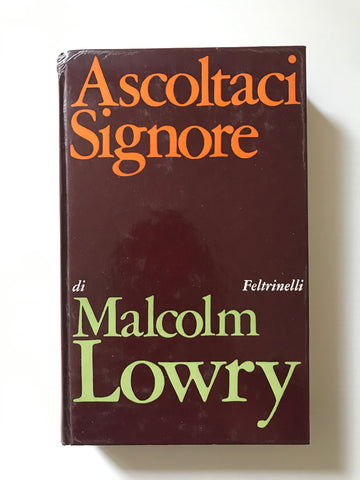 Ascoltaci
Signore
di Feltrinelli
Malcolm
Lowry